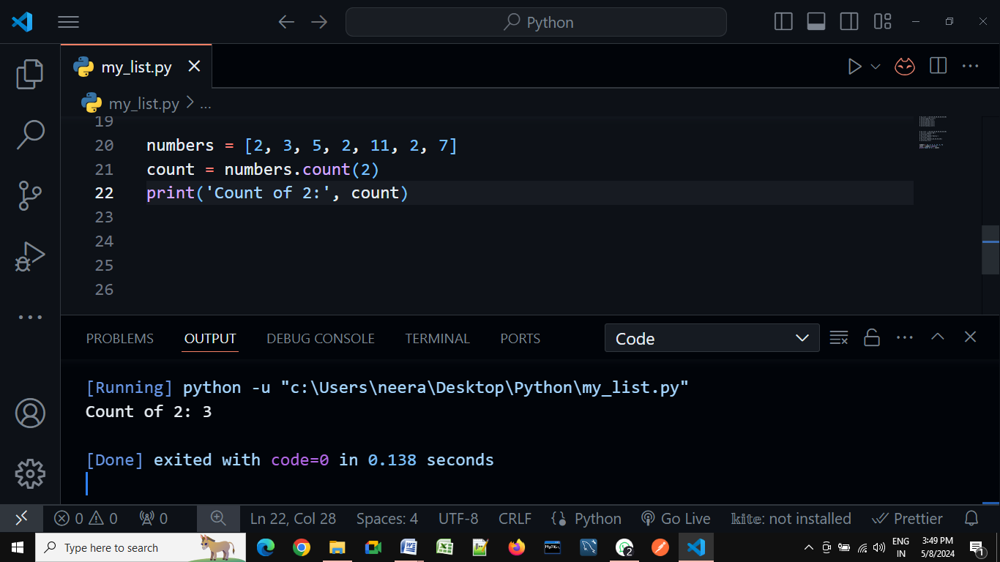 Python
my_list.py
my_list.py > ...
19
20 numbers = [2, 3, 5, 2, 11, 2, 7]
21 count = numbers.count(2)
22 print('Count of 2:', count)
23
24
25
26
PROBLEMS OUTPUT DEBUG CONSOLE TERMINAL PORTS Code
[Running] python -u "c:\Users\neera\Desktop\Python\my_list.py"
Count of 2: 3
[Done] exited with code=0 in 0.138 seconds
0 0 0 Ln 22, Col 28 Spaces: 4 UTF-8 CRLF Python Go Live kite: not installed Prettier
Type here to search 2 ENG 3:49 PM
IN 5/8/2024 1